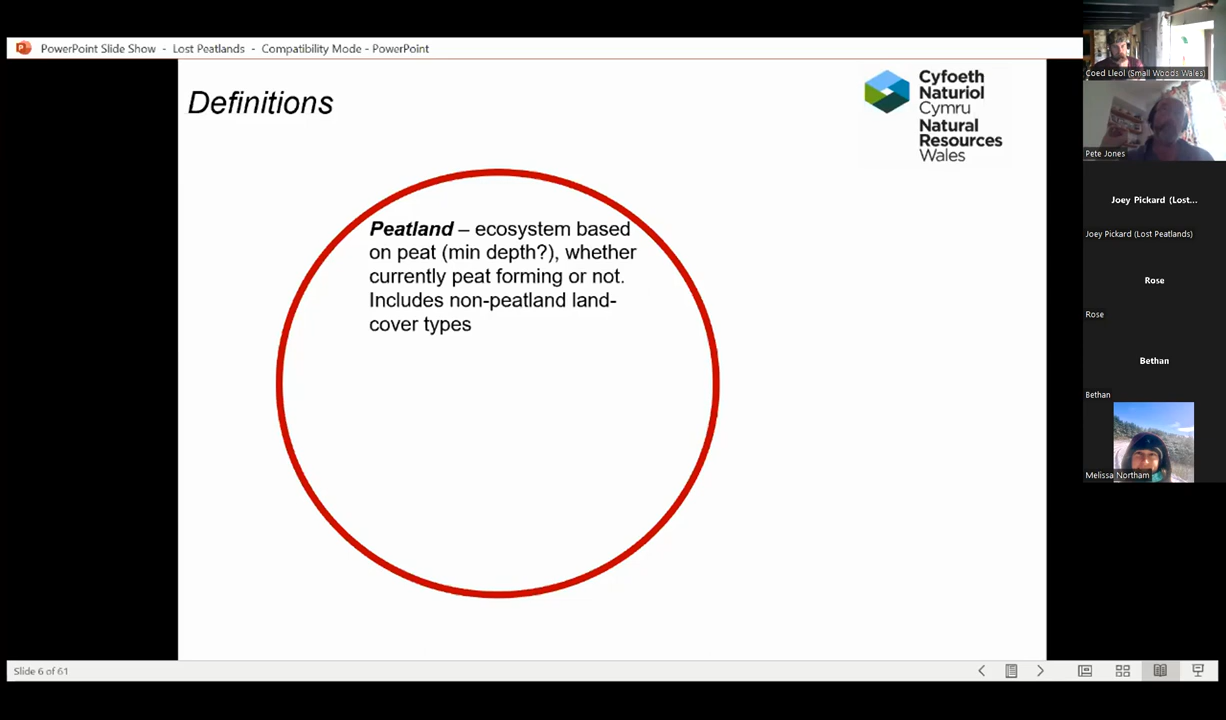 PowerPoint Slide Show - Lost Peatlands - Compatibility Mode - PowerPoint
Definitions
Cyfoeth
Naturiol
Cymru
Natural
Resources
Wales
Peatland – ecosystem based
on peat (min depth?), whether
currently peat forming or not.
Includes non-peatland land-
cover types
Coed Lleol (Small Woods Wales)
Pete Jones
Joey Pickard (Lost...
Joey Pickard (Lost Peatlands)
Rose
Rose
Bethan
Bethan
Melissa Northam
Slide 6 of 61